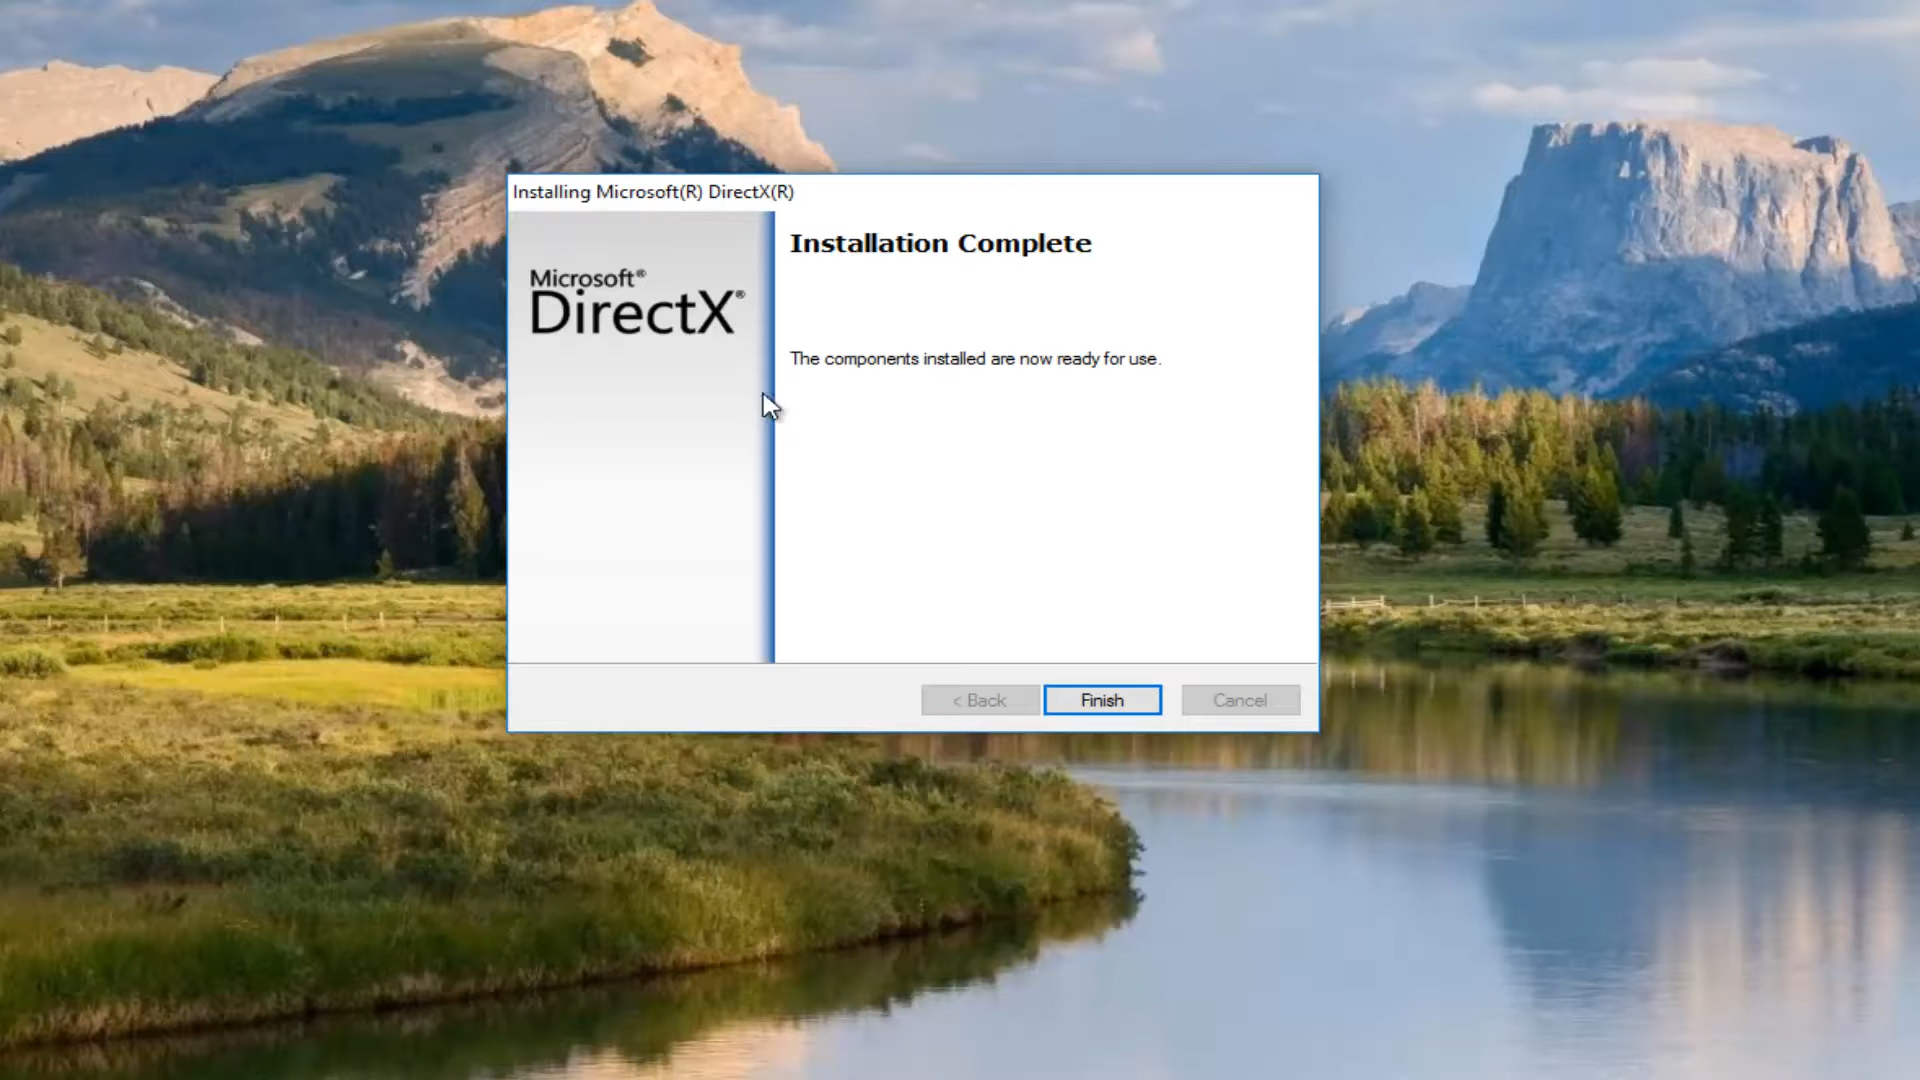 Installing Microsoft(R) DirectX(R)
Microsoft®
DirectX®
Installation Complete
The components installed are now ready for use.
< Back
Finish
Cancel